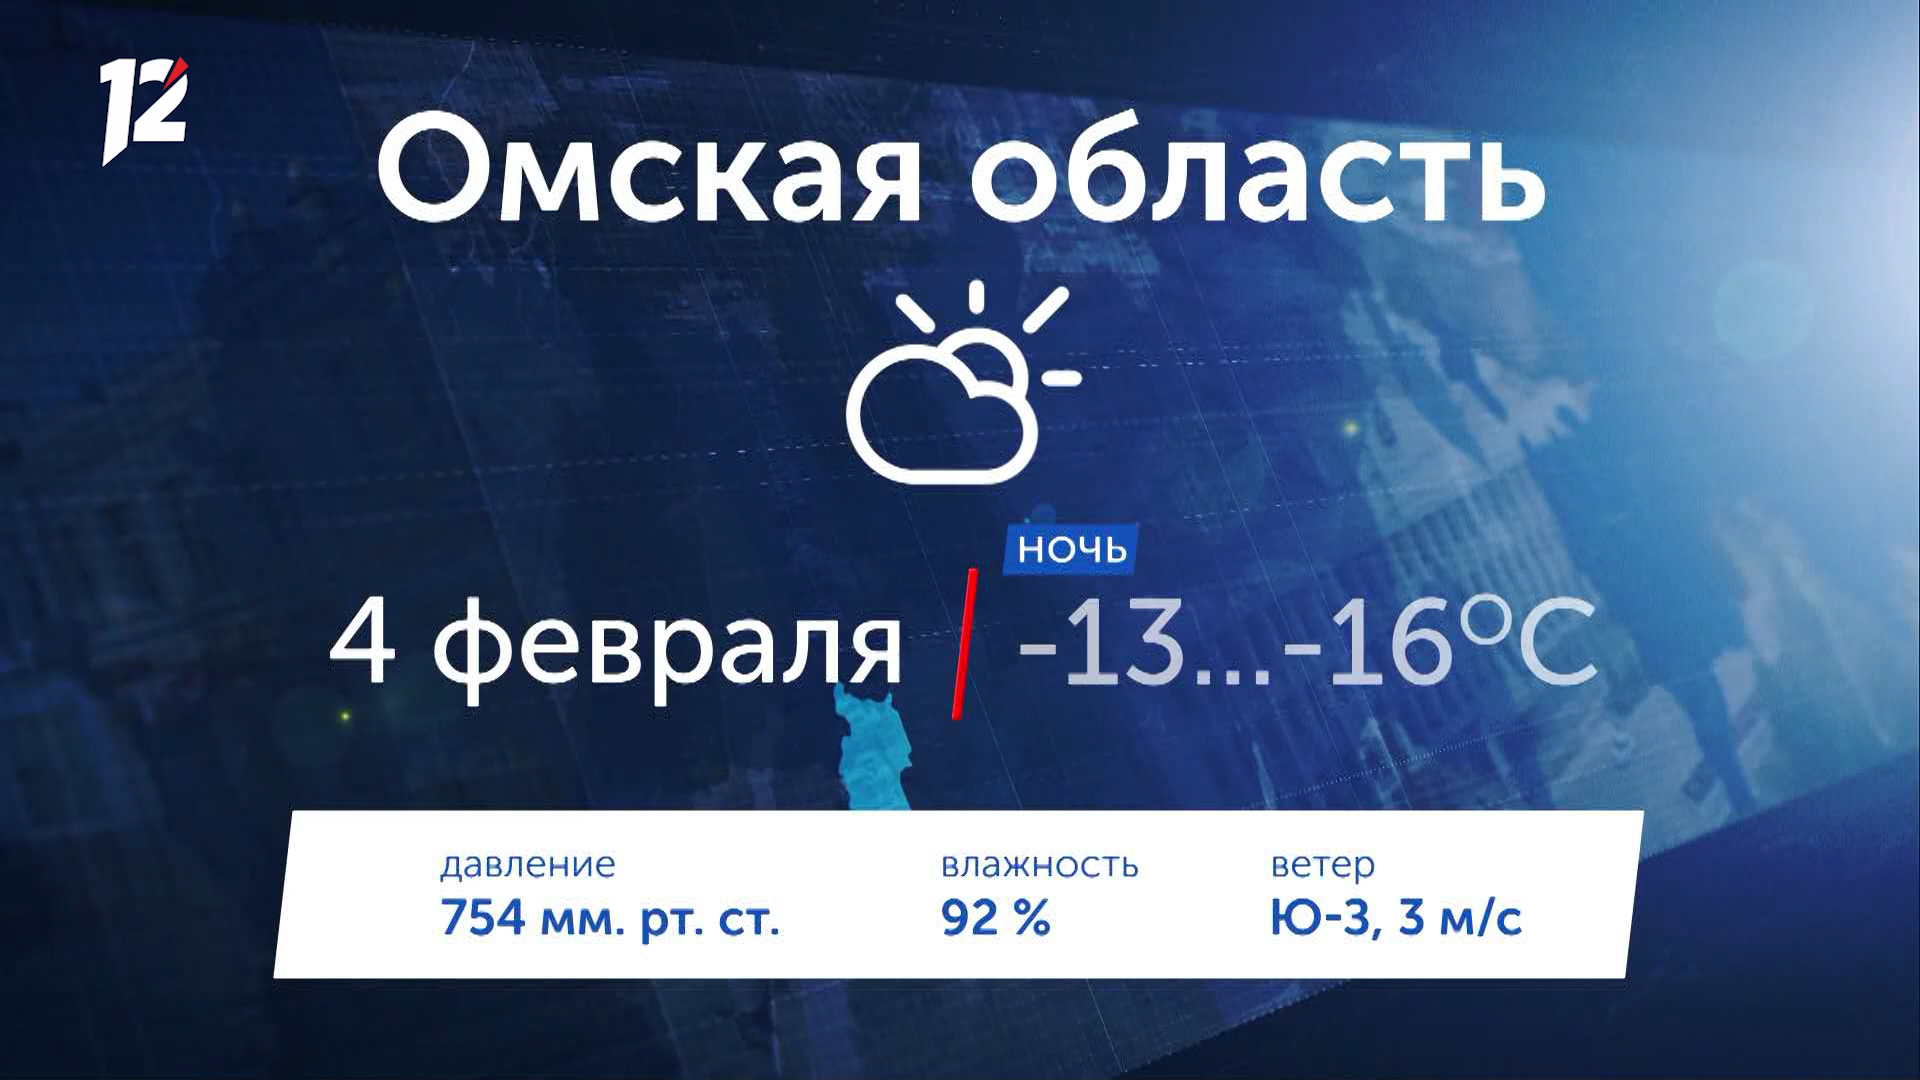 12
Омская область
ночь
4 февраля / -13... -16°C
давление влажность ветер
754 мм. рт. ст. 92 % Ю-З, 3 м/с